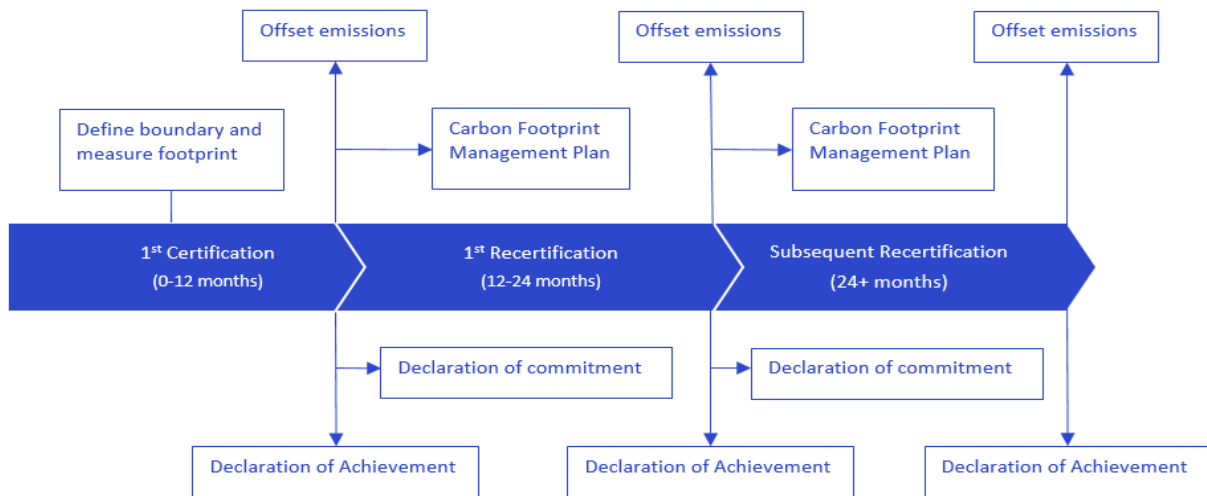 Offset emissions
Offset emissions
Offset emissions
Define boundary and
measure footprint
Carbon Footprint
Management Plan
Carbon Footprint
Management Plan
1st Certification
(0-12 months)
1st Recertification
(12-24 months)
Subsequent Recertification
(24+ months)
Declaration of commitment
Declaration of commitment
Declaration of Achievement
Declaration of Achievement
Declaration of Achievement